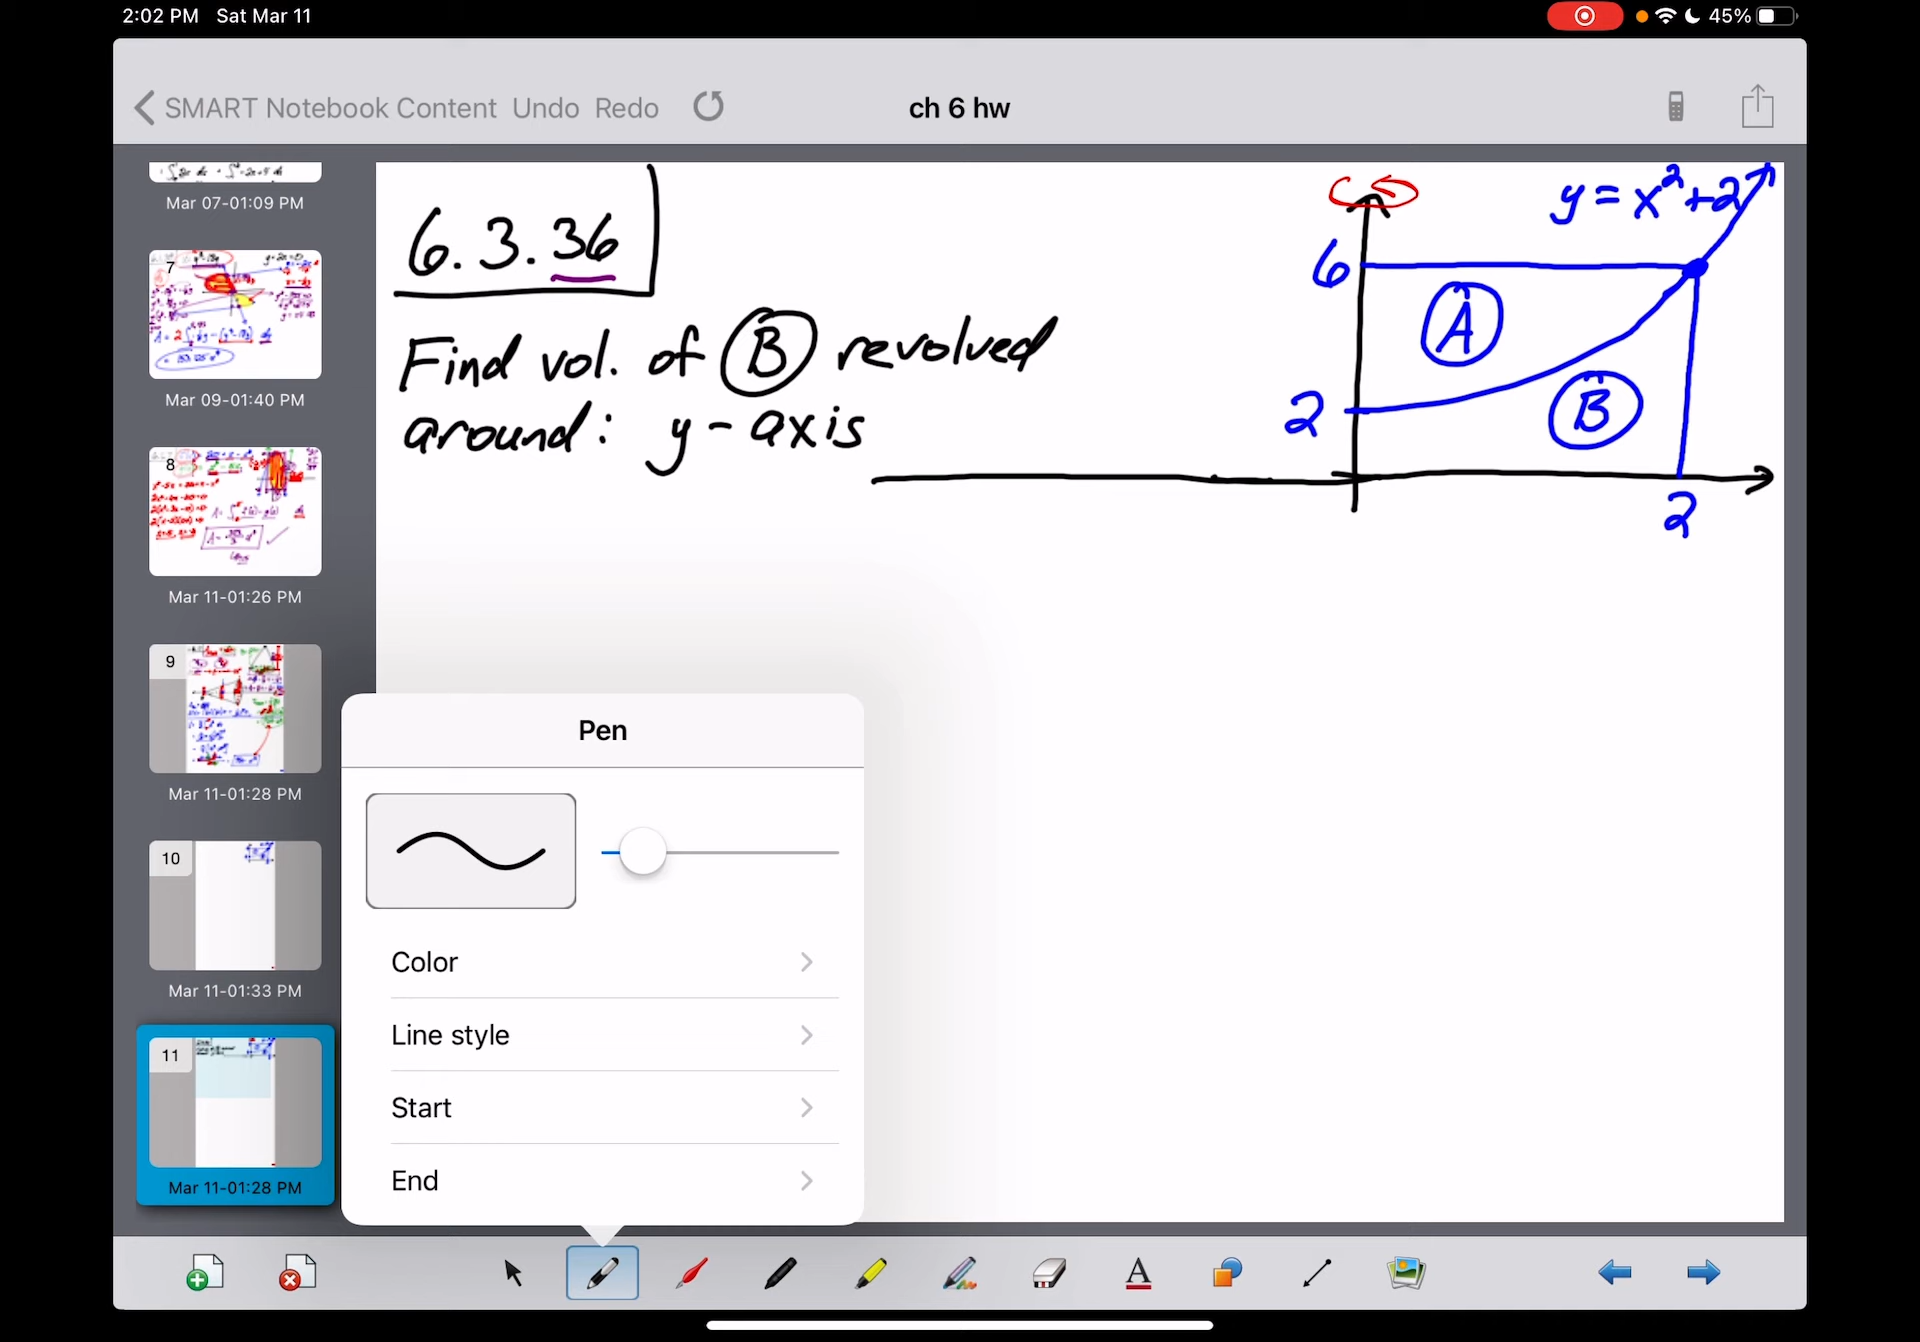 2:02 PM Sat Mar 11
45%
SMART Notebook Content Undo Redo
ch 6 hw
Mar 07-01:09 PM
7
Mar 09-01:40 PM
8
Mar 11-01:26 PM
9
Mar 11-01:28 PM
10
Mar 11-01:33 PM
11
Mar 11-01:28 PM
6.3.36
Find vol. of B revolved
around: y-axis
y = x²+2
6
A
2
B
2
Pen
Color
Line style
Start
End
A